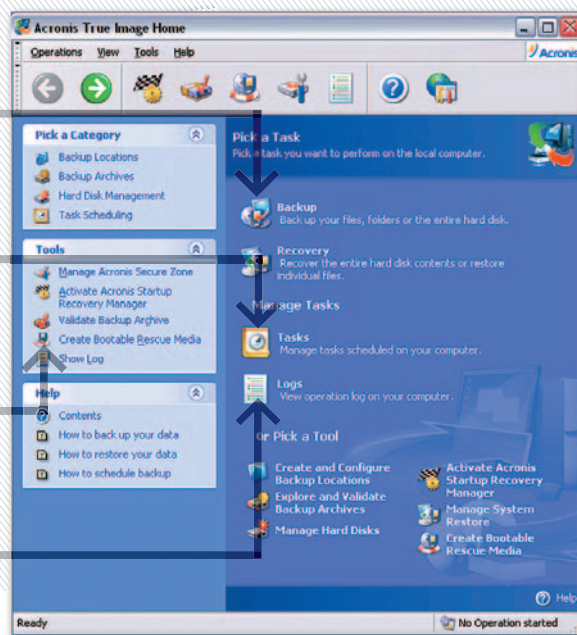 Acronis True Image Home
Operations View Tools Help
Acronis
Pick a Category
Backup Locations
Backup Archives
Hard Disk Management
Task Scheduling
Tools
Manage Acronis Secure Zone
Activate Acronis Startup
Recovery Manager
Validate Backup Archive
Create Bootable Rescue Media
Show Log
Help
Contents
How to back up your data
How to restore your data
How to schedule backup
Pick a Task
Pick a task you want to perform on the local computer.
Backup
Back up your files, folders or the entire hard disk.
Recovery
Recover the entire hard disk contents or restore
individual files.
Manage Tasks
Tasks
Manage tasks scheduled on your computer.
Logs
View operation log on your computer.
or Pick a Tool
Create and Configure
Backup Locations
Explore and Validate
Backup Archives
Manage Hard Disks
Activate Acronis
Startup Recovery
Manager
Manage System
Restore
Create Bootable
Rescue Media
Help
Ready
No Operation started